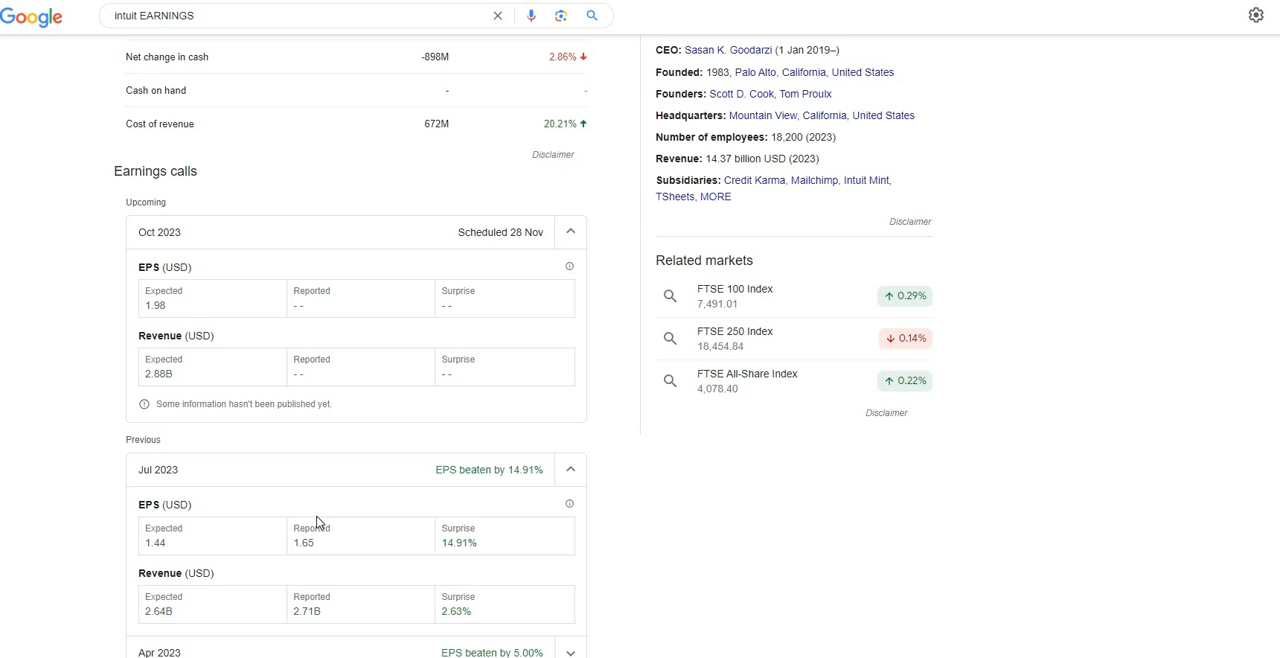 Google
intuit EARNINGS
Net change in cash -898M 2.86%
Cash on hand - -
Cost of revenue 672M 20.21%
Disclaimer
Earnings calls
Upcoming
Oct 2023 Scheduled 28 Nov
EPS (USD)
Expected Reported Surprise
1.98 - - - -
Revenue (USD)
Expected Reported Surprise
2.88B - - - -
Some information hasn't been published yet.
Previous
Jul 2023 EPS beaten by 14.91%
EPS (USD)
Expected Reported Surprise
1.44 1.65 14.91%
Revenue (USD)
Expected Reported Surprise
2.64B 2.71B 2.63%
Apr 2023 EPS beaten by 5.00%
CEO: Sasan K. Goodarzi (1 Jan 2019–)
Founded: 1983, Palo Alto, California, United States
Founders: Scott D. Cook, Tom Proulx
Headquarters: Mountain View, California, United States
Number of employees: 18,200 (2023)
Revenue: 14.37 billion USD (2023)
Subsidiaries: Credit Karma, Mailchimp, Intuit Mint,
TSheets, MORE
Disclaimer
Related markets
FTSE 100 Index
7,491.01 0.29%
FTSE 250 Index
18,454.84 0.14%
FTSE All-Share Index
4,078.40 0.22%
Disclaimer